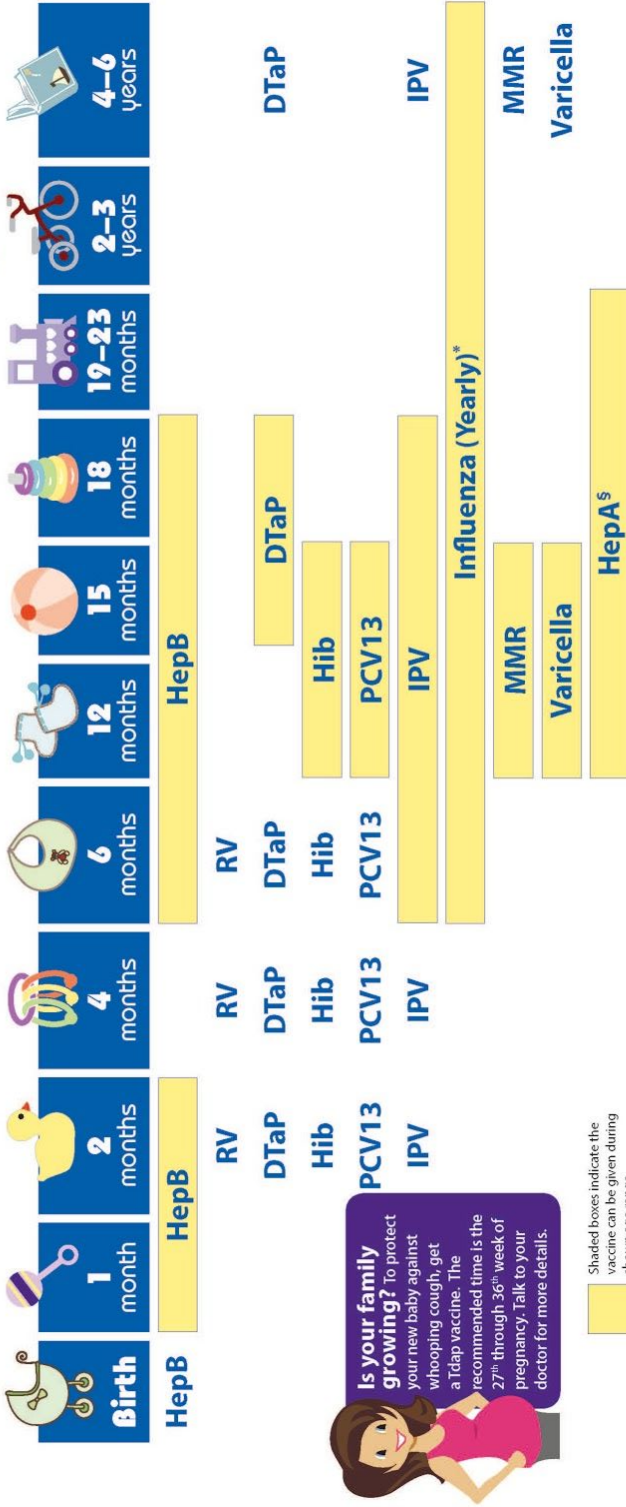 Birth
1
month
2
months
4
months
6
months
12
months
15
months
18
months
19–23
months
2–3
years
4–6
years
HepB
HepB
HepB
RV
RV
RV
DTaP
DTaP
DTaP
DTaP
DTaP
Hib
Hib
Hib
Hib
PCV13
PCV13
PCV13
PCV13
IPV
IPV
IPV
IPV
Influenza (Yearly)*
MMR
MMR
Varicella
Varicella
HepA§
Is your family
growing? To protect
your new baby against
whooping cough, get
a Tdap vaccine. The
recommended time is the
27th through 36th week of
pregnancy. Talk to your
doctor for more details.
Shaded boxes indicate the
vaccine can be given during